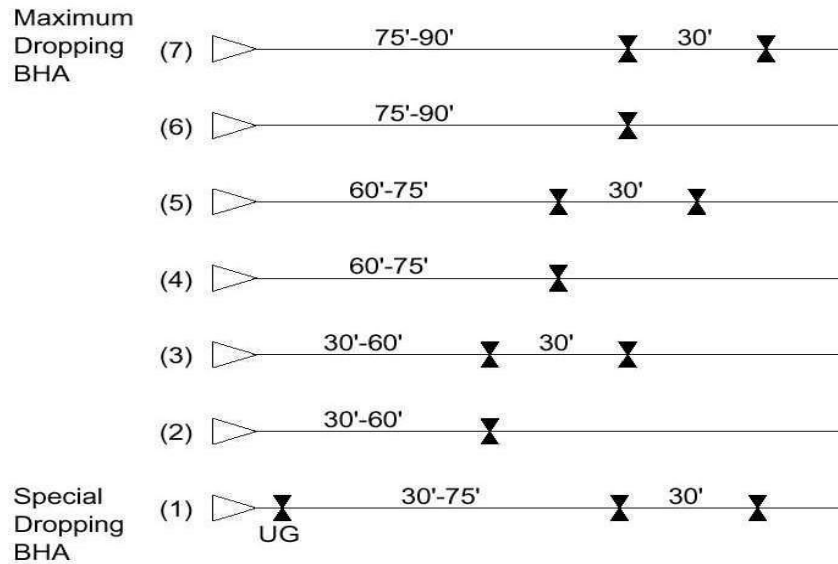 Maximum
Dropping
BHA
(7) 75'-90' 30'
(6) 75'-90'
(5) 60'-75' 30'
(4) 60'-75'
(3) 30'-60' 30'
(2) 30'-60'
Special
Dropping
BHA
(1) 30'-75' 30'
UG